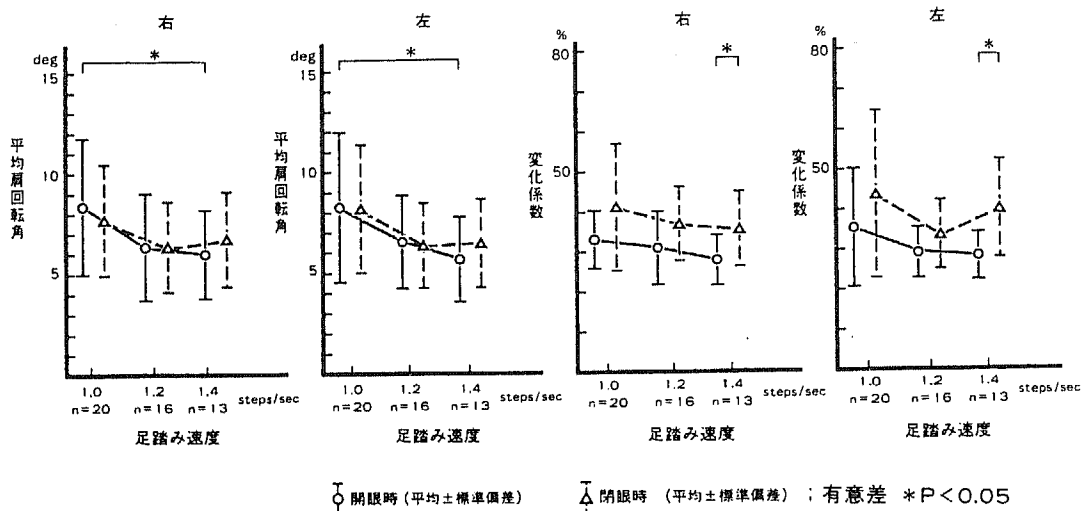 右
deg
15
10
5
平均肩回転角
*
1.0 1.2 1.4 steps/sec
n=20 n=16 n=13
足踏み速度
左
deg
15
10
5
平均肩回転角
*
1.0 1.2 1.4 steps/sec
n=20 n=16 n=13
足踏み速度
右
%
80
50
変化係数
*
1.0 1.2 1.4 steps/sec
n=20 n=16 n=13
足踏み速度
左
%
80
50
変化係数
*
1.0 1.2 1.4 steps/sec
n=20 n=16 n=13
足踏み速度
開眼時 (平均±標準偏差) 閉眼時 (平均±標準偏差) ; 有意差 *P<0.05